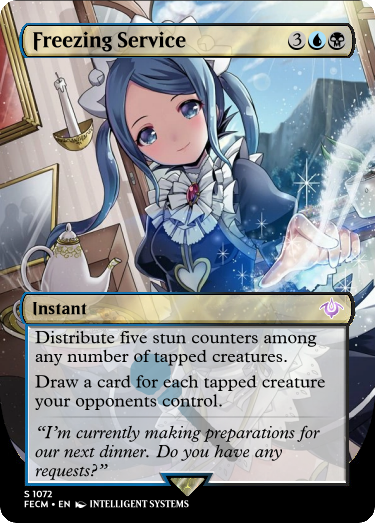 Freezing Service 3
Instant
Distribute five stun counters among
any number of tapped creatures.
Draw a card for each tapped creature
your opponents control.
“I’m currently making preparations for
our next dinner. Do you have any
requests?”
S 1072
FECM • EN INTELLIGENT SYSTEMS